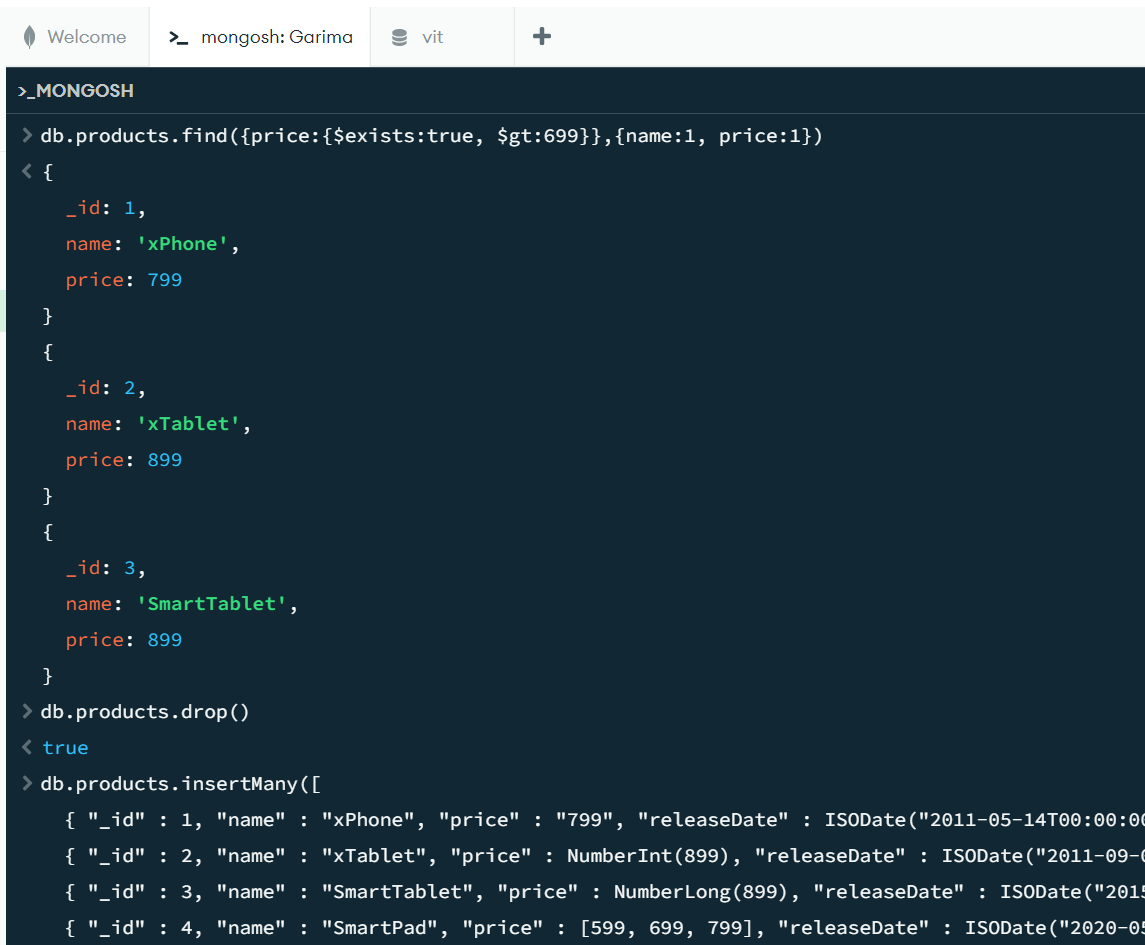 Welcome >_ mongosh: Garima vit +
>_MONGOSH
> db.products.find({price:{$exists:true, $gt:699}},{name:1, price:1})
< {
_id: 1,
name: 'xPhone',
price: 799
}
{
_id: 2,
name: 'xTablet',
price: 899
}
{
_id: 3,
name: 'SmartTablet',
price: 899
}
> db.products.drop()
< true
> db.products.insertMany([
{ "_id" : 1, "name" : "xPhone", "price" : "799", "releaseDate" : ISODate("2011-05-14T00:00:00
{ "_id" : 2, "name" : "xTablet", "price" : NumberInt(899), "releaseDate" : ISODate("2011-09-0
{ "_id" : 3, "name" : "SmartTablet", "price" : NumberLong(899), "releaseDate" : ISODate("2015
{ "_id" : 4, "name" : "SmartPad", "price" : [599, 699, 799], "releaseDate" : ISODate("2020-05